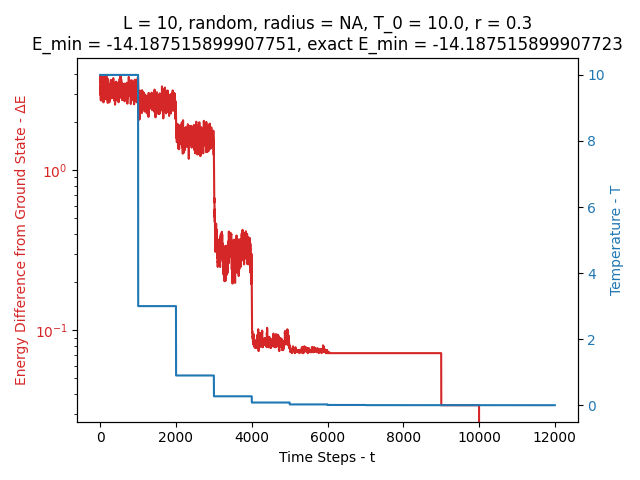 L = 10, random, radius = NA, T_0 = 10.0, r = 0.3
E_min = -14.187515899907751, exact E_min = -14.187515899907723
Energy Difference from Ground State - ΔE
10⁰
10⁻¹
Temperature - T
10
8
6
4
2
0
0 2000 4000 6000 8000 10000 12000
Time Steps - t